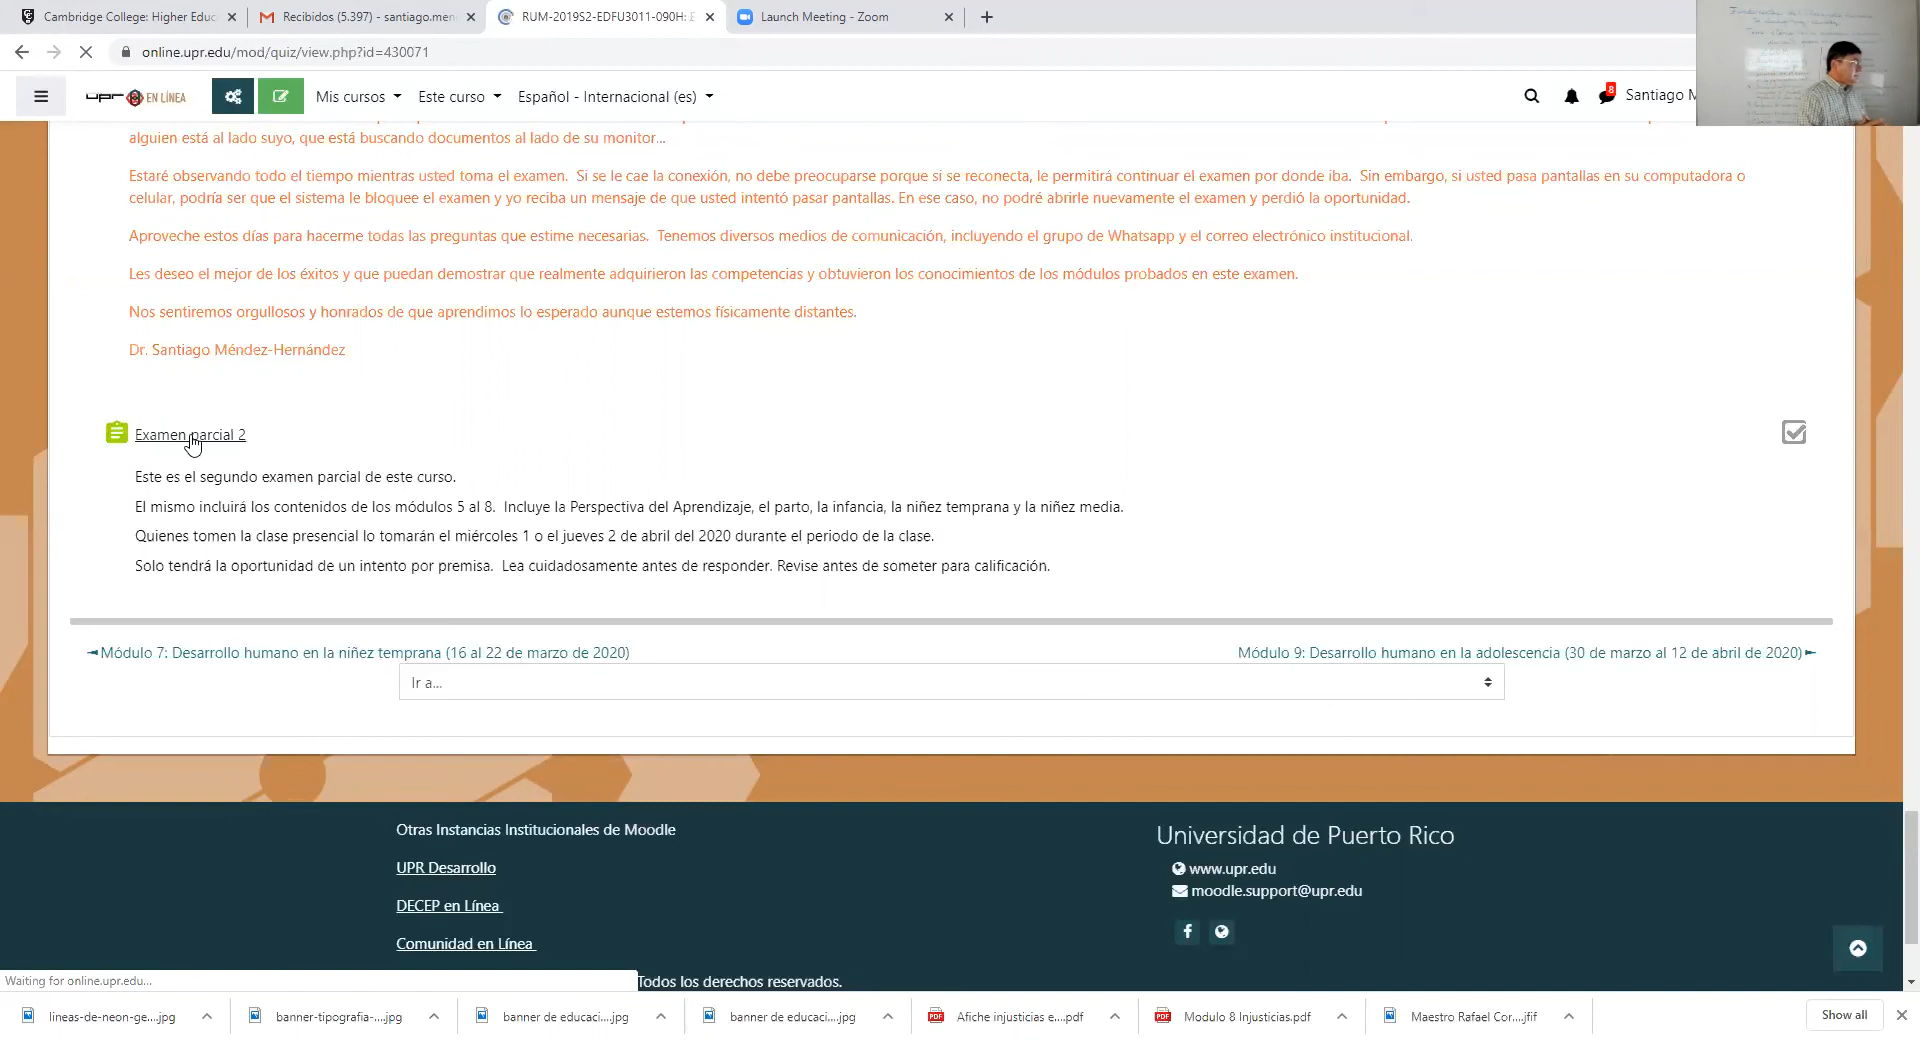 Cambridge College: Higher Educ
Recibidos (5.397) - santiago.men
RUM-2019S2-EDFU3011-090H: E
Launch Meeting - Zoom
online.upr.edu/mod/quiz/view.php?id=430071
upr EN LÍNEA
Mis cursos
Este curso
Español - Internacional (es)
8
Santiago M
alguien está al lado suyo, que está buscando documentos al lado de su monitor...
Estaré observando todo el tiempo mientras usted toma el examen. Si se le cae la conexión, no debe preocuparse porque si se reconecta, le permitirá continuar el examen por donde iba. Sin embargo, si usted pasa pantallas en su computadora o
celular, podría ser que el sistema le bloquee el examen y yo reciba un mensaje de que usted intentó pasar pantallas. En ese caso, no podré abrirle nuevamente el examen y perdió la oportunidad.
Aproveche estos días para hacerme todas las preguntas que estime necesarias. Tenemos diversos medios de comunicación, incluyendo el grupo de Whatsapp y el correo electrónico institucional.
Les deseo el mejor de los éxitos y que puedan demostrar que realmente adquirieron las competencias y obtuvieron los conocimientos de los módulos probados en este examen.
Nos sentiremos orgullosos y honrados de que aprendimos lo esperado aunque estemos físicamente distantes.
Dr. Santiago Méndez-Hernández
Examen parcial 2
Este es el segundo examen parcial de este curso.
El mismo incluirá los contenidos de los módulos 5 al 8. Incluye la Perspectiva del Aprendizaje, el parto, la infancia, la niñez temprana y la niñez media.
Quienes tomen la clase presencial lo tomarán el miércoles 1 o el jueves 2 de abril del 2020 durante el periodo de la clase.
Solo tendrá la oportunidad de un intento por premisa. Lea cuidadosamente antes de responder. Revise antes de someter para calificación.
◄Módulo 7: Desarrollo humano en la niñez temprana (16 al 22 de marzo de 2020)
Módulo 9: Desarrollo humano en la adolescencia (30 de marzo al 12 de abril de 2020)►
Ir a...
Otras Instancias Institucionales de Moodle
UPR Desarrollo
DECEP en Línea
Comunidad en Línea
Universidad de Puerto Rico
www.upr.edu
moodle.support@upr.edu
Todos los derechos reservados.
Waiting for online.upr.edu...
lineas-de-neon-ge....jpg
banner-tipografia-....jpg
banner de educaci....jpg
banner de educaci....jpg
Afiche injusticias e....pdf
Modulo 8 Injusticias.pdf
Maestro Rafael Cor....jfif
Show all